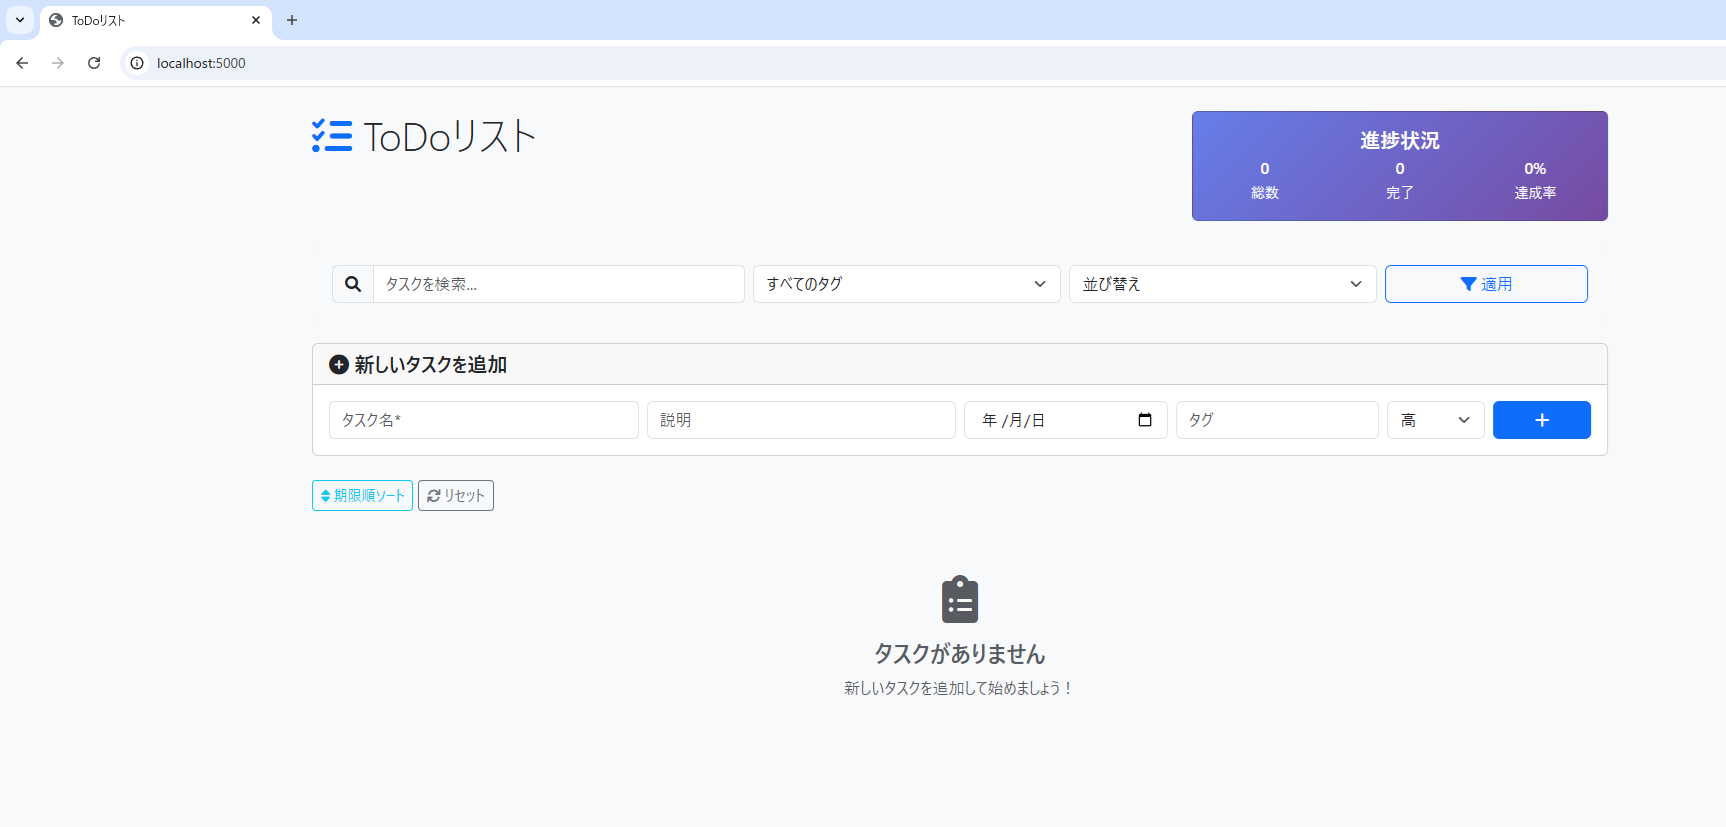 ToDoリスト
localhost:5000
ToDoリスト
進捗状況
0 0 0%
総数 完了 達成率
タスクを検索... すべてのタグ 並び替え 適用
新しいタスクを追加
タスク名* 説明 年 /月/日 タグ 高
期限順ソート リセット
タスクがありません
新しいタスクを追加して始めましょう！